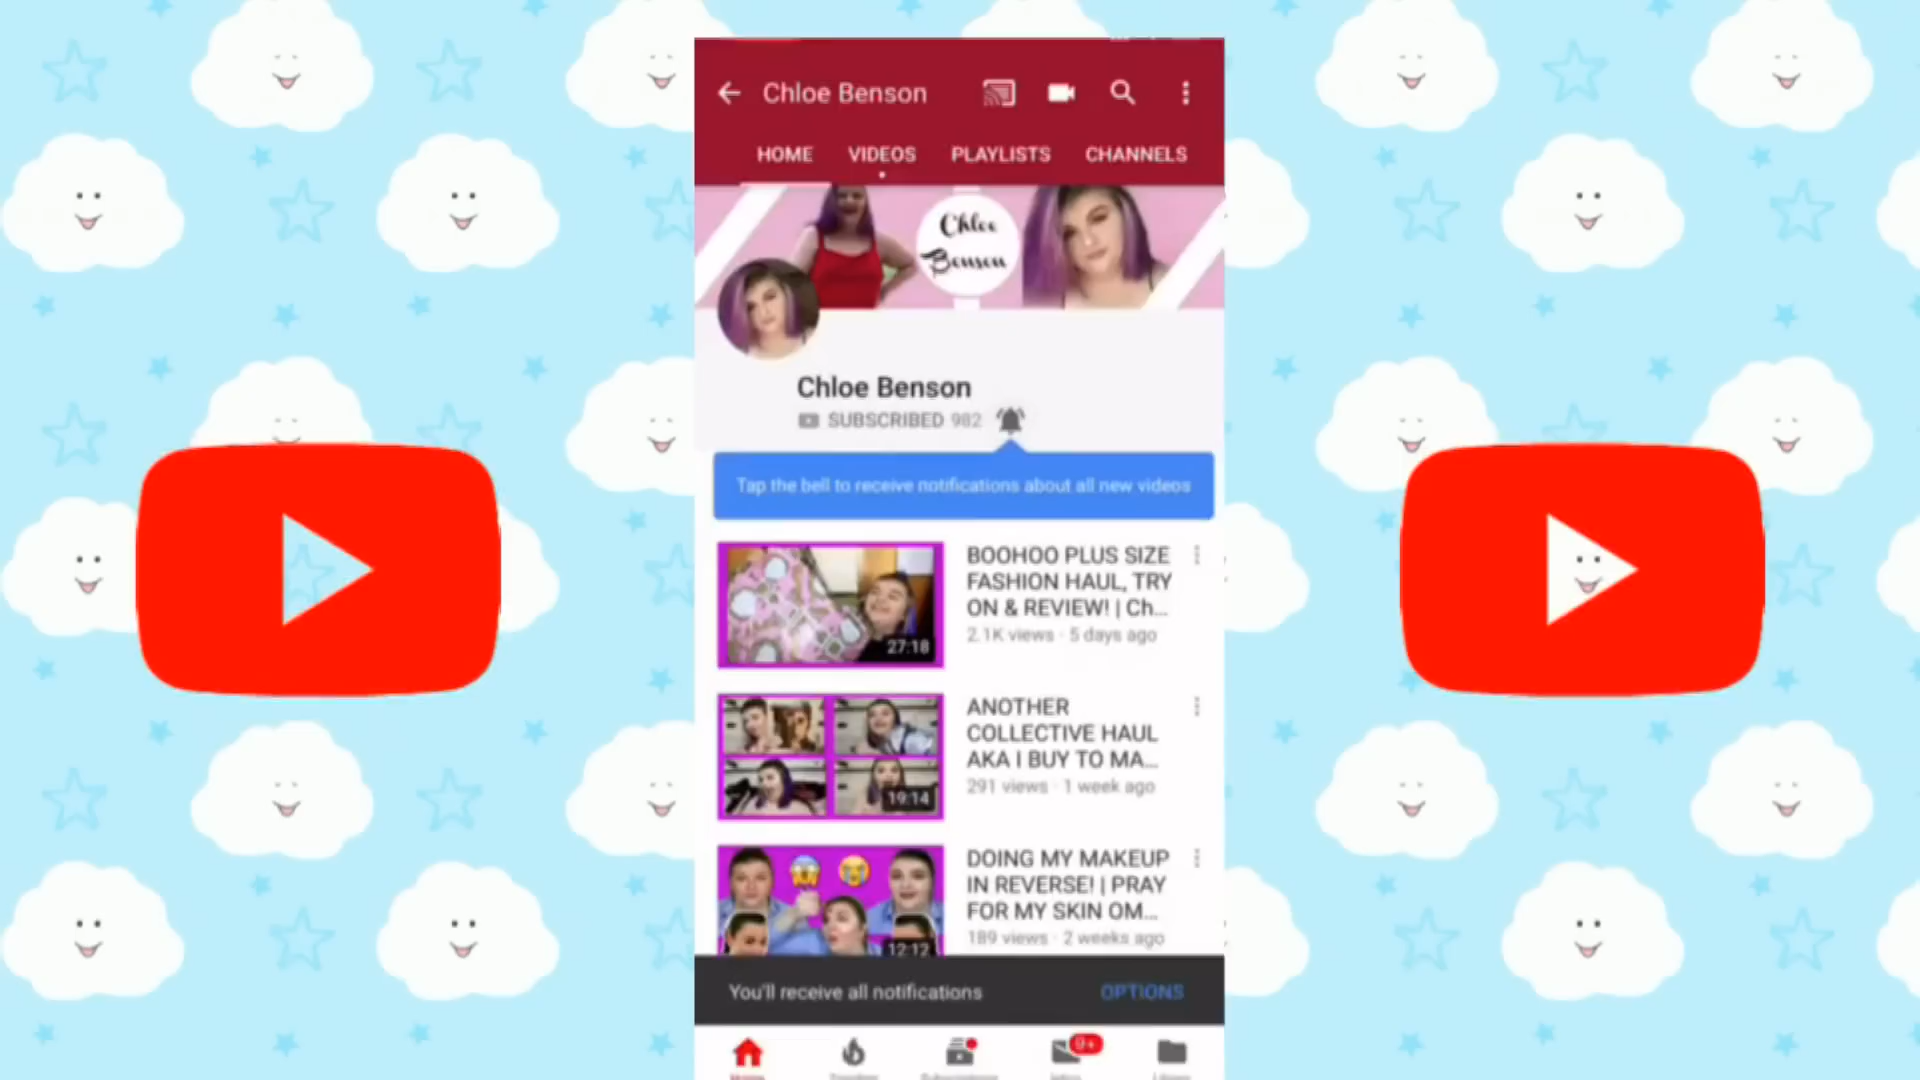 Chloe Benson
HOME VIDEOS PLAYLISTS CHANNELS
Chloe
Benson
Chloe Benson
SUBSCRIBED 982
Tap the bell to receive notifications about all new videos
BOOHOO PLUS SIZE
FASHION HAUL, TRY
ON & REVIEW! | Ch...
2.1K views · 5 days ago
27:18
ANOTHER
COLLECTIVE HAUL
AKA I BUY TO MA...
291 views · 1 week ago
19:14
DOING MY MAKEUP
IN REVERSE! | PRAY
FOR MY SKIN OM...
189 views · 2 weeks ago
12:12
You'll receive all notifications OPTIONS
9+